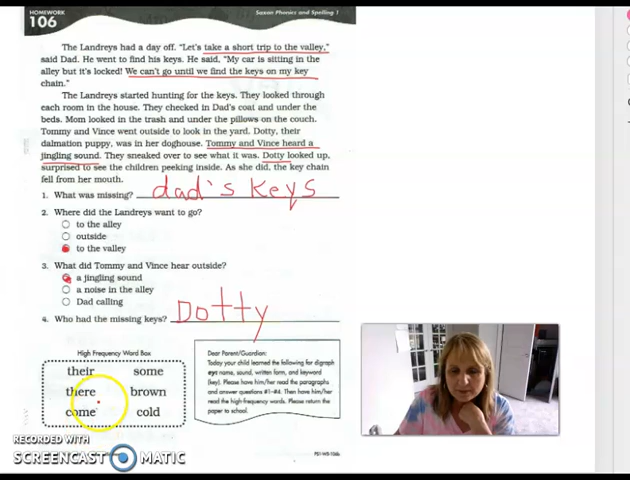 HOMEWORK
106
Saxon Phonics and Spelling 1
The Landreys had a day off. "Let's take a short trip to the valley,"
said Dad. He went to find his keys. He said, "My car is sitting in the
alley but it's locked! We can't go until we find the keys on my key
chain."
The Landreys started hunting for the keys. They looked through
each room in the house. They checked in Dad's coat and under the
beds. Mom looked in the trash and under the pillows on the couch.
Tommy and Vince went outside to look in the yard. Dotty, their
dalmation puppy, was in her doghouse. Tommy and Vince heard a
jingling sound. They sneaked over to see what it was. Dotty looked up,
surprised to see the children peeking inside. As she did, the key chain
fell from her mouth.
1. What was missing? dad's keys
2. Where did the Landreys want to go?
to the alley
outside
to the valley
3. What did Tommy and Vince hear outside?
a jingling sound
a noise in the alley
Dad calling
4. Who had the missing keys? Dotty
High Frequency Word Box
their some
there brown
come cold
Dear Parent/Guardian:
Today your child learned the following for digraph
ey: name, sound, written form, and keyword
(key). Please have him/her read the paragraphs
and answer questions #1–#4. Then have him/her
read the high-frequency words. Please return the
paper to school.
RECORDED WITH
SCREENCAST MATIC